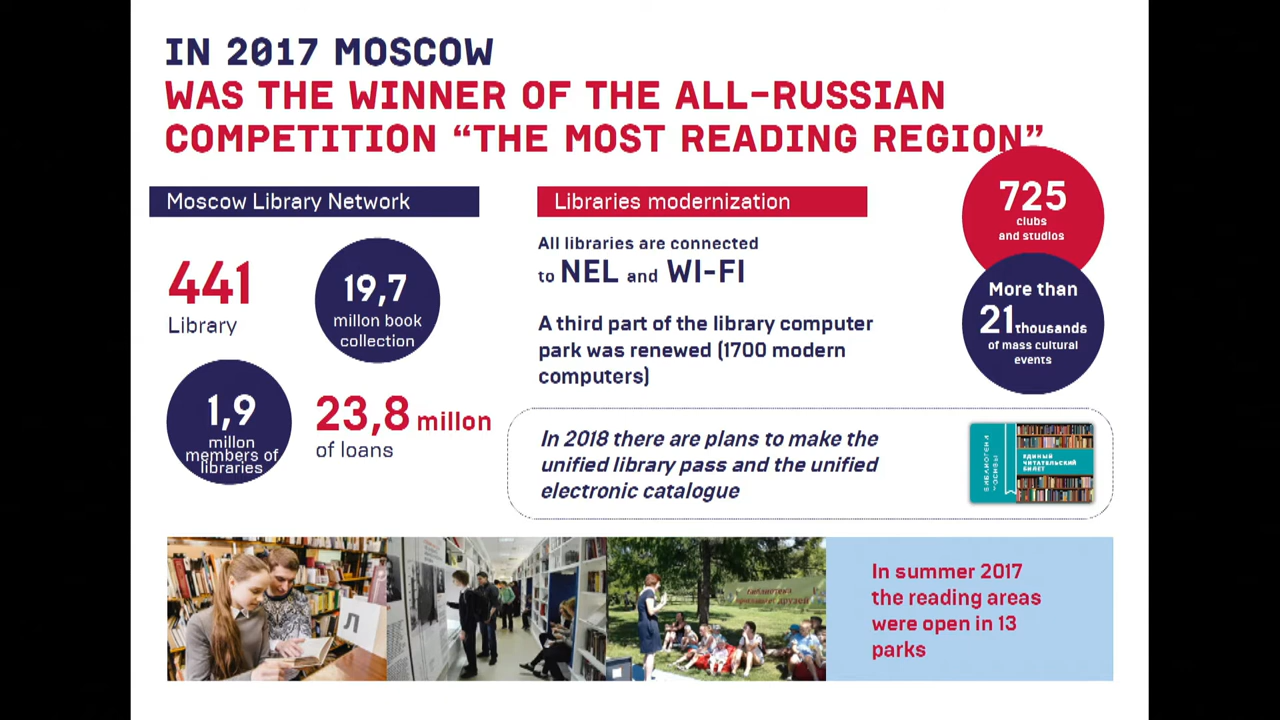 IN 2017 MOSCOW
WAS THE WINNER OF THE ALL-RUSSIAN
COMPETITION “THE MOST READING REGION”
Moscow Library Network
441
Library
19,7
millon book
collection
1,9
millon
members of
libraries
23,8 millon
of loans
Libraries modernization
All libraries are connected
to NEL and WI-FI
A third part of the library computer
park was renewed (1700 modern
computers)
725
clubs
and studios
More than
21 thousands
of mass cultural
events
In 2018 there are plans to make the
unified library pass and the unified
electronic catalogue
ЕДИНЫЙ
ЧИТАТЕЛЬСКИЙ
БИЛЕТ
Л
In summer 2017
the reading areas
were open in 13
parks